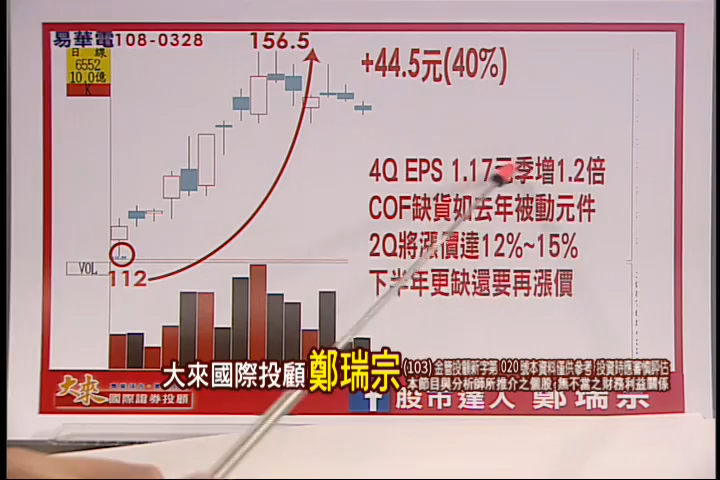 易華電108-0328
日 線
6552
10.0億
K
156.5
+44.5元(40%)
4Q EPS 1.17元季增1.2倍
COF缺貨如去年被動元件
2Q將漲價達12%~15%
下半年更缺還要再漲價
VOL
112
大來國際投顧 鄭瑞宗
(103) 金管投顧新字第 020 號本資料僅供參考，投資時應審慎評估
本節目與分析師所推介之個股，無不當之財務利益關係
大來
國際證券投顧
股市達人 鄭瑞宗